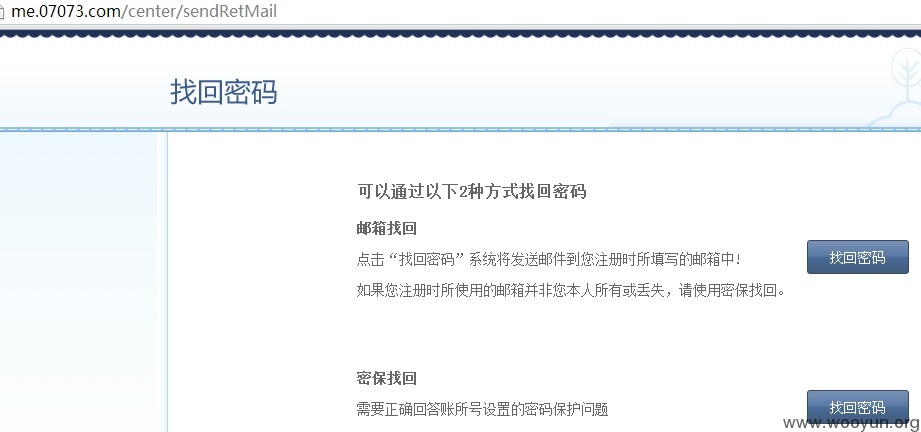 me.07073.com/center/sendRetMail
找回密码
可以通过以下2种方式找回密码
邮箱找回
点击“找回密码”系统将发送邮件到您注册时所填写的邮箱中!
找回密码
如果您注册时所使用的邮箱并非您本人所有或丢失，请使用密保找回。
密保找回
需要正确回答账所号设置的密码保护问题
找回密码
www.wooyun.org